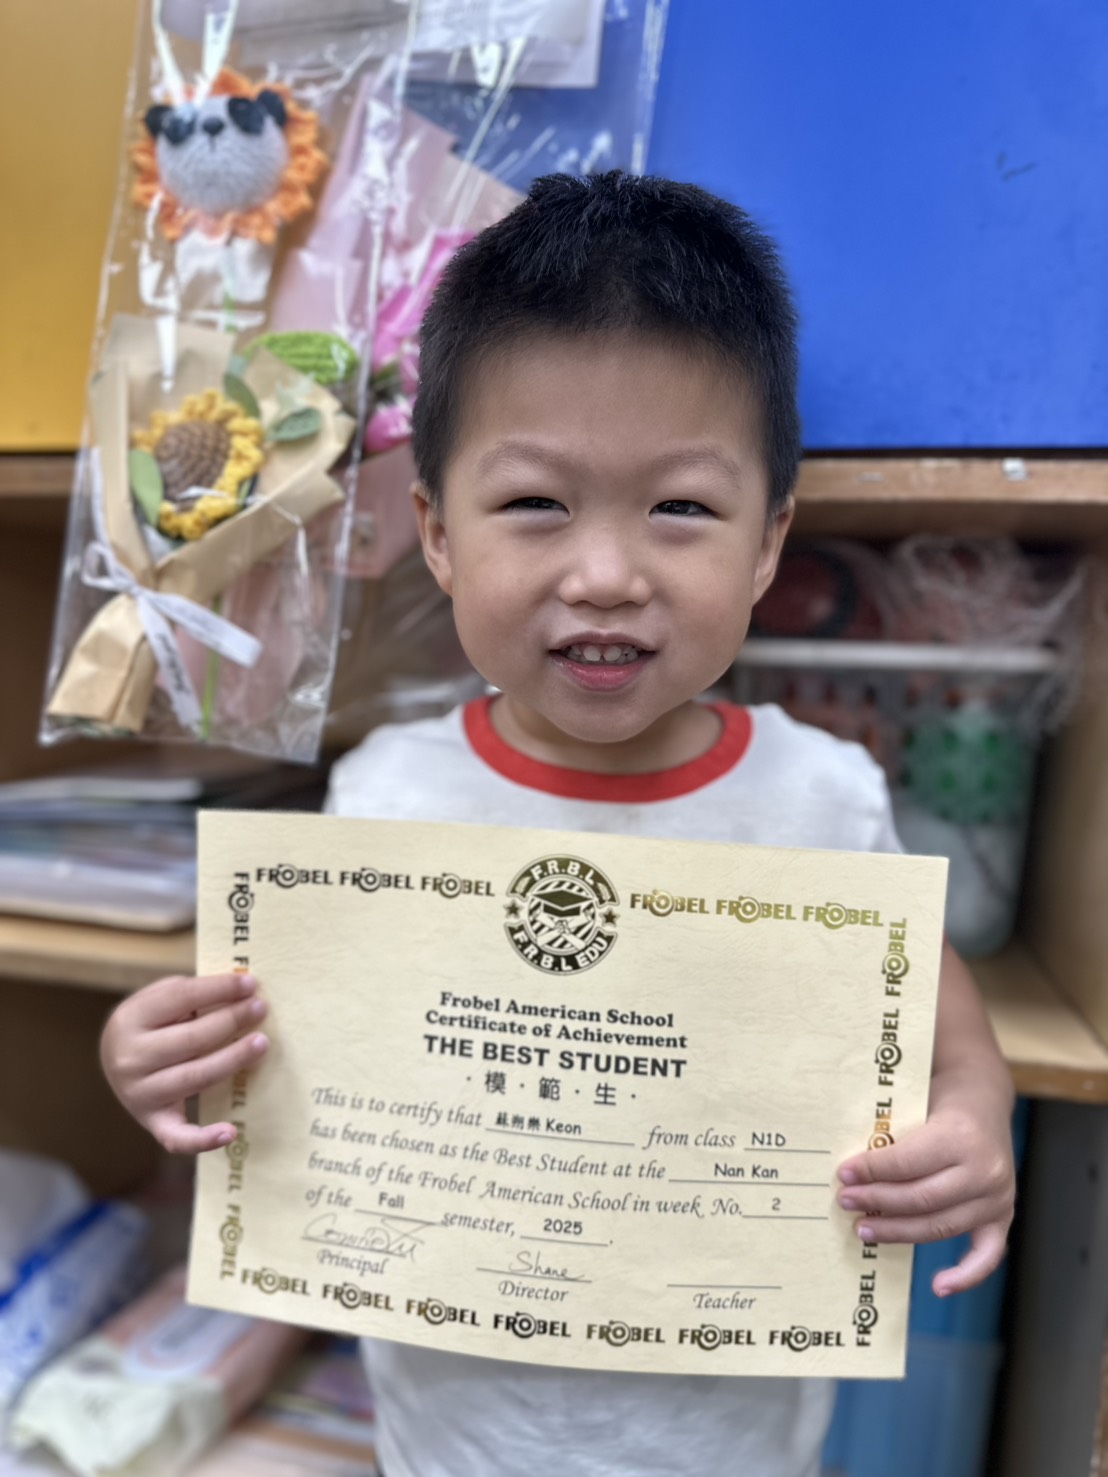 FROBEL FROBEL FROBEL
F.R.B.L
F.R.B.L EDU
FROBEL FROBEL FROBEL
Frobel American School
Certificate of Achievement
THE BEST STUDENT
· 模 · 範 · 生 ·
This is to certify that 蘇朔樂 Keon from class N1D
has been chosen as the Best Student at the Nan Kan
branch of the Frobel American School in week No. 2
of the Fall semester, 2025.
Shane
Principal
Director
Teacher
FROBEL FROBEL FROBEL FROBEL FROBEL FROBEL FROBEL